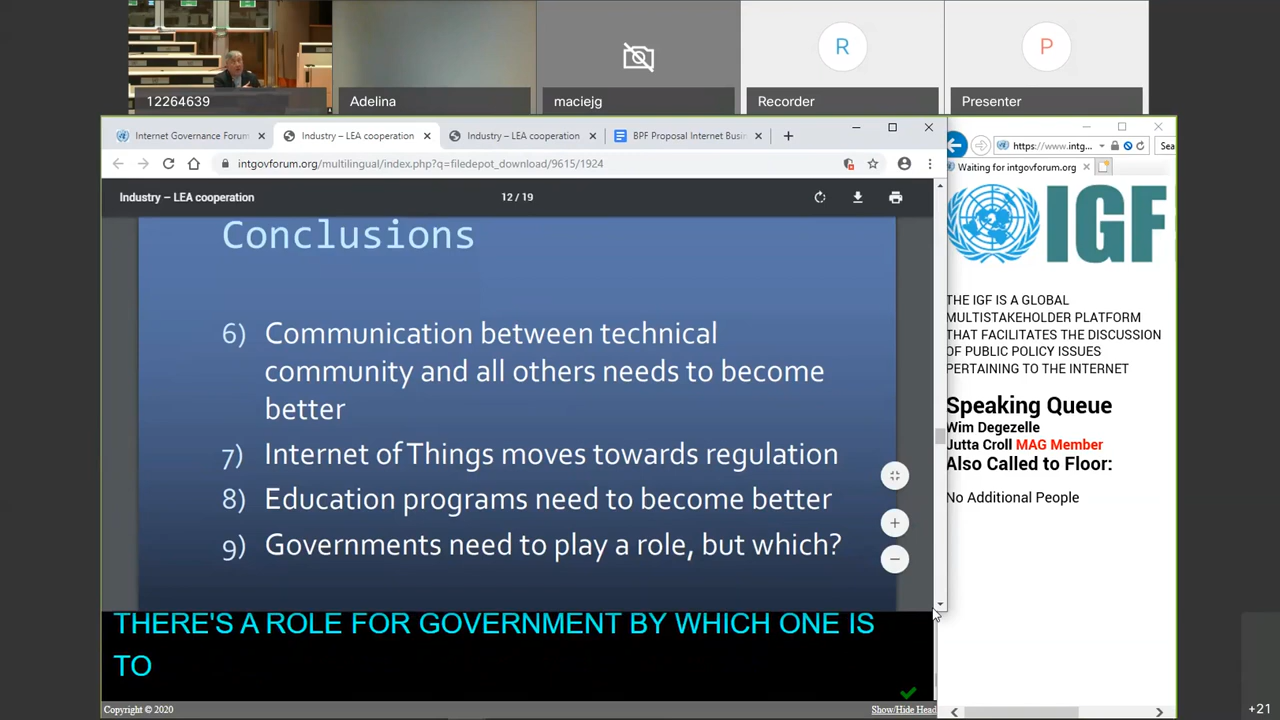 12264639
Adelina
maciejg
R
Recorder
P
Presenter
Internet Governance Forum
Industry – LEA cooperation
Industry – LEA cooperation
BPF Proposal Internet Busin
intgovforum.org/multilingual/index.php?q=filedepot_download/9615/1924
https://www.intg...
Sea
Waiting for intgovforum.org
Industry – LEA cooperation
12 / 19
Conclusions
6) Communication between technical
community and all others needs to become
better
7) Internet of Things moves towards regulation
8) Education programs need to become better
9) Governments need to play a role, but which?
IGF
THE IGF IS A GLOBAL
MULTISTAKEHOLDER PLATFORM
THAT FACILITATES THE DISCUSSION
OF PUBLIC POLICY ISSUES
PERTAINING TO THE INTERNET
Speaking Queue
Wim Degezelle
Jutta Croll MAG Member
Also Called to Floor:
No Additional People
THERE'S A ROLE FOR GOVERNMENT BY WHICH ONE IS
TO
Copyright © 2020
Show/Hide Head
+21